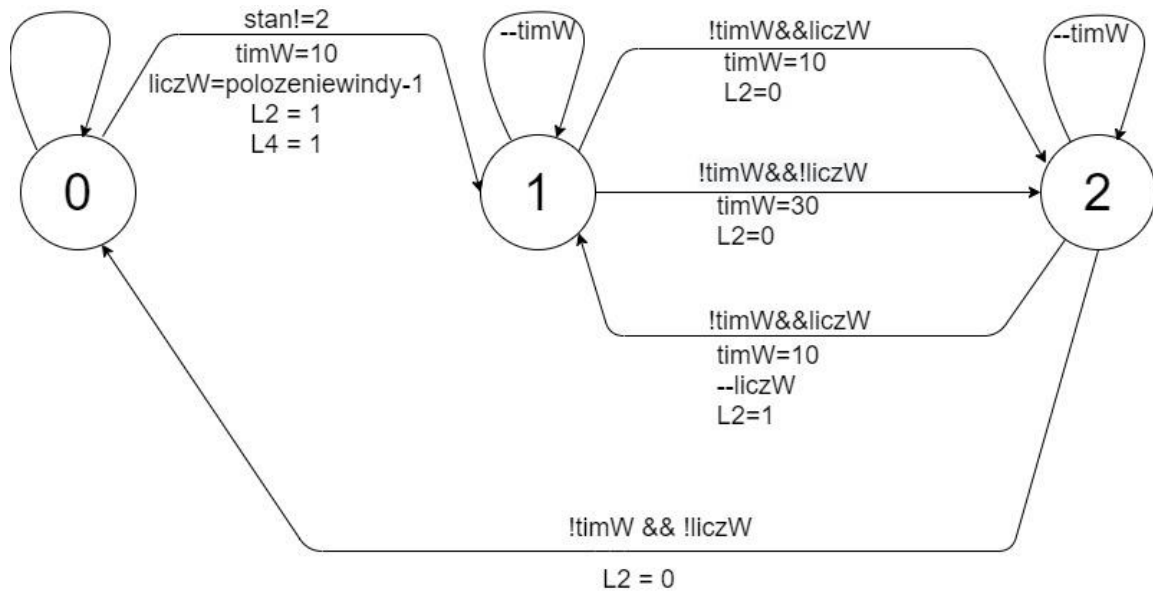 stan!=2
timW=10
liczW=polozeniewindy-1
L2 = 1
L4 = 1
--timW
!timW&&liczW
timW=10
L2=0
--timW
0
1
2
!timW&&!liczW
timW=30
L2=0
!timW&&liczW
timW=10
--liczW
L2=1
!timW && !liczW
L2 = 0